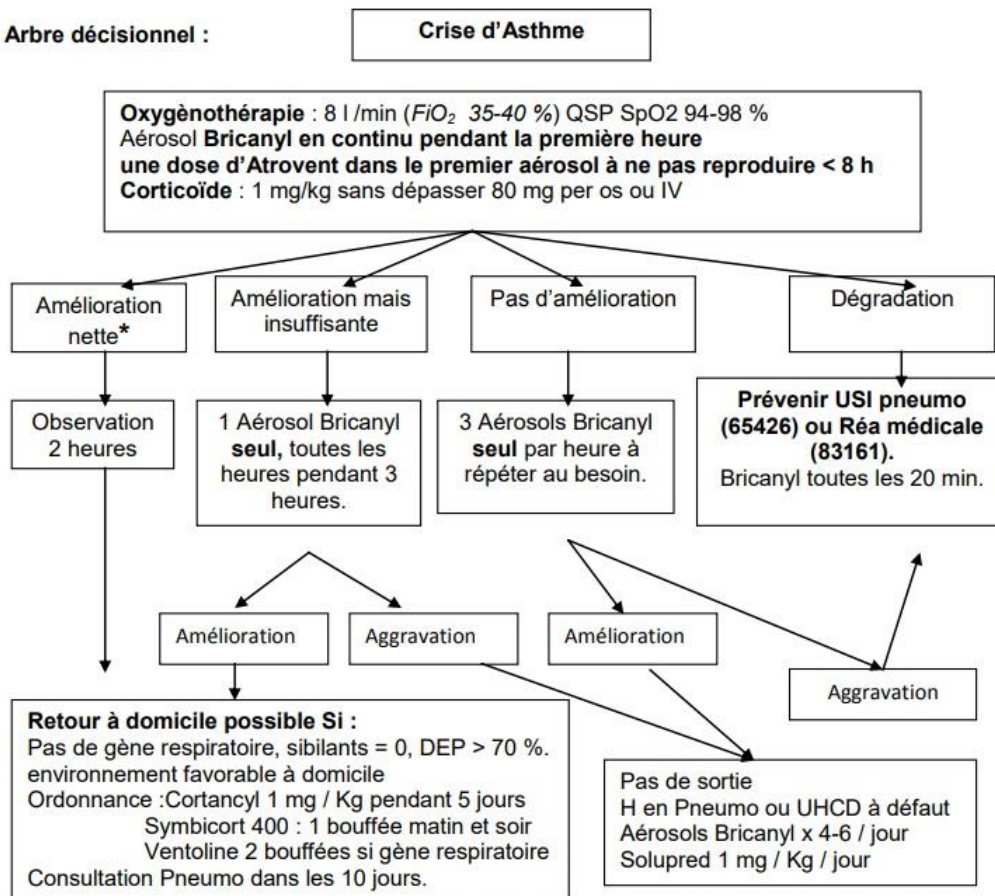 Arbre décisionnel :
Crise d'Asthme
Oxygènothérapie : 8 l /min (FiO2 35-40 %) QSP SpO2 94-98 %
Aérosol Bricanyl en continu pendant la première heure
une dose d'Atrovent dans le premier aérosol à ne pas reproduire < 8 h
Corticoïde : 1 mg/kg sans dépasser 80 mg per os ou IV
Amélioration
nette*
Amélioration mais
insuffisante
Pas d'amélioration
Dégradation
Observation
2 heures
1 Aérosol Bricanyl
seul, toutes les
heures pendant 3
heures.
3 Aérosols Bricanyl
seul par heure à
répéter au besoin.
Prévenir USI pneumo
(65426) ou Réa médicale
(83161).
Bricanyl toutes les 20 min.
Amélioration
Aggravation
Amélioration
Aggravation
Retour à domicile possible Si :
Pas de gène respiratoire, sibilants = 0, DEP > 70 %.
environnement favorable à domicile
Ordonnance :Cortancyl 1 mg / Kg pendant 5 jours
Symbicort 400 : 1 bouffée matin et soir
Ventoline 2 bouffées si gène respiratoire
Consultation Pneumo dans les 10 jours.
Pas de sortie
H en Pneumo ou UHCD à défaut
Aérosols Bricanyl x 4-6 / jour
Solupred 1 mg / Kg / jour